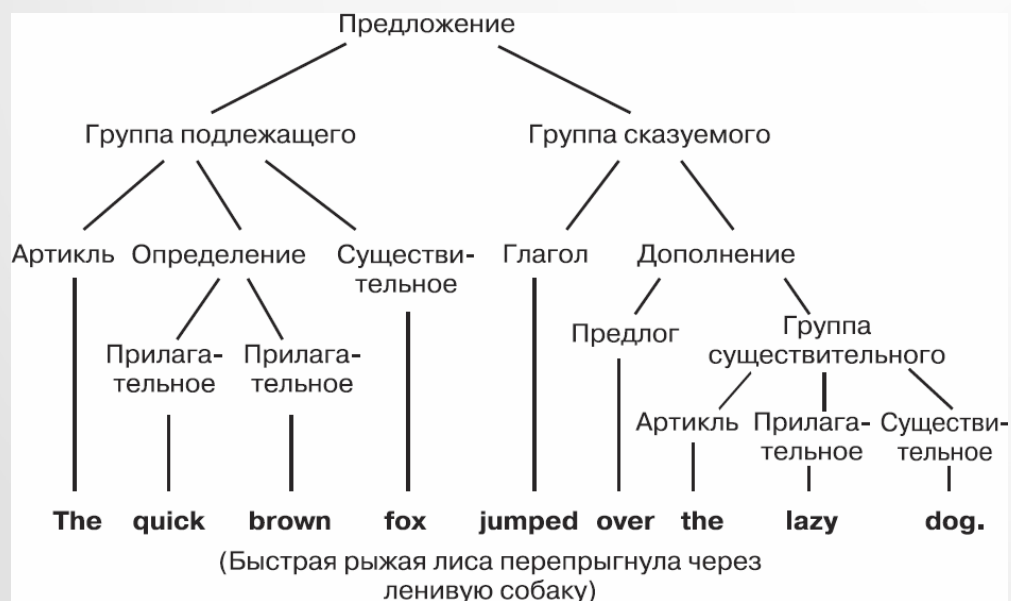 Предложение
Группа подлежащего Группа сказуемого
Артикль Определение Существи-
тельное Глагол Дополнение
Прилага-
тельное Прилага-
тельное Предлог Группа
существительного
Артикль Прилага-
тельное Существи-
тельное
The quick brown fox jumped over the lazy dog.
(Быстрая рыжая лиса перепрыгнула через
ленивую собаку)